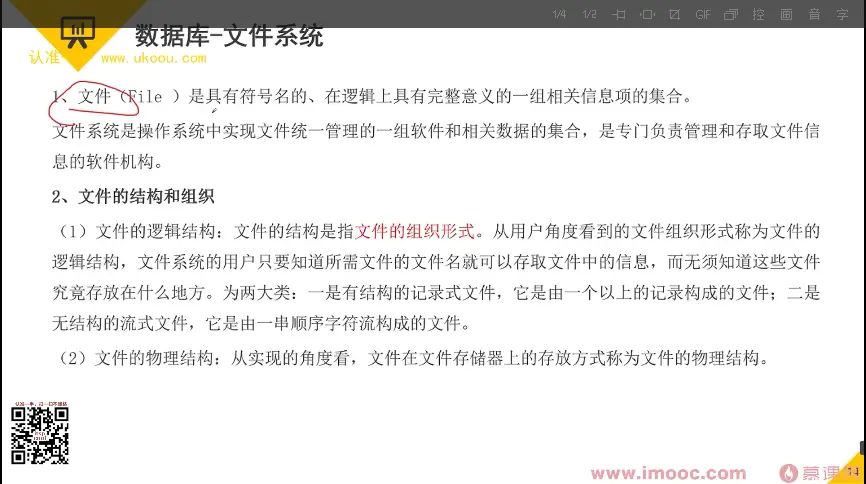 1/4 1/2 GIF 控 画 音 字
数据库-文件系统
认准 www.ukoou.com
1、文件（File ）是具有符号名的、在逻辑上具有完整意义的一组相关信息项的集合。
文件系统是操作系统中实现文件统一管理的一组软件和相关数据的集合，是专门负责管理和存取文件信
息的软件机构。
2、文件的结构和组织
（1）文件的逻辑结构：文件的结构是指文件的组织形式。从用户角度看到的文件组织形式称为文件的
逻辑结构，文件系统的用户只要知道所需文件的文件名就可以存取文件中的信息，而无须知道这些文件
究竟存放在什么地方。为两大类：一是有结构的记录式文件，它是由一个以上的记录构成的文件；二是
无结构的流式文件，它是由一串顺序字符流构成的文件。
（2）文件的物理结构：从实现的角度看，文件在文件存储器上的存放方式称为文件的物理结构。
www.imooc.com 慕课
14